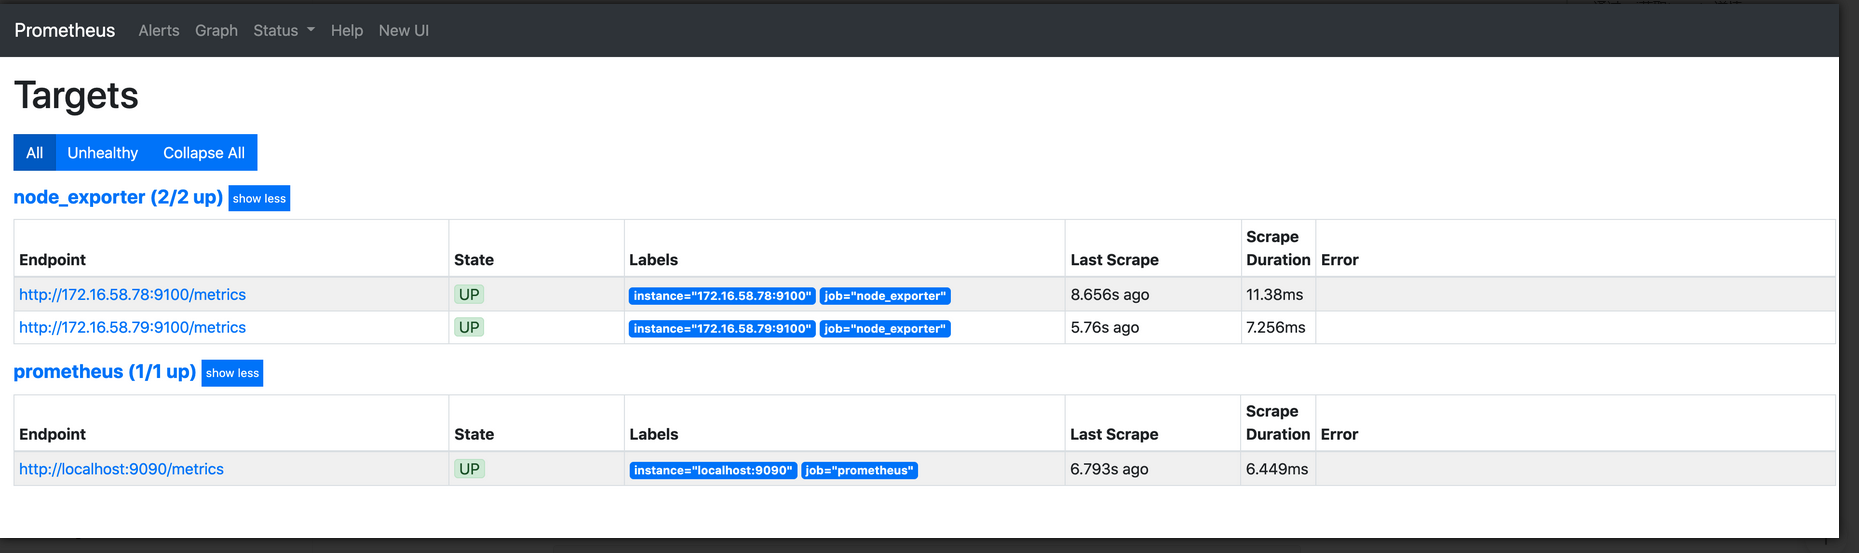 Prometheus Alerts Graph Status Help New UI
Targets
All Unhealthy Collapse All
node_exporter (2/2 up) show less
Endpoint State Labels Last Scrape Scrape Duration Error
http://172.16.58.78:9100/metrics UP instance="172.16.58.78:9100" job="node_exporter" 8.656s ago 11.38ms
http://172.16.58.79:9100/metrics UP instance="172.16.58.79:9100" job="node_exporter" 5.76s ago 7.256ms
prometheus (1/1 up) show less
Endpoint State Labels Last Scrape Scrape Duration Error
http://localhost:9090/metrics UP instance="localhost:9090" job="prometheus" 6.793s ago 6.449ms